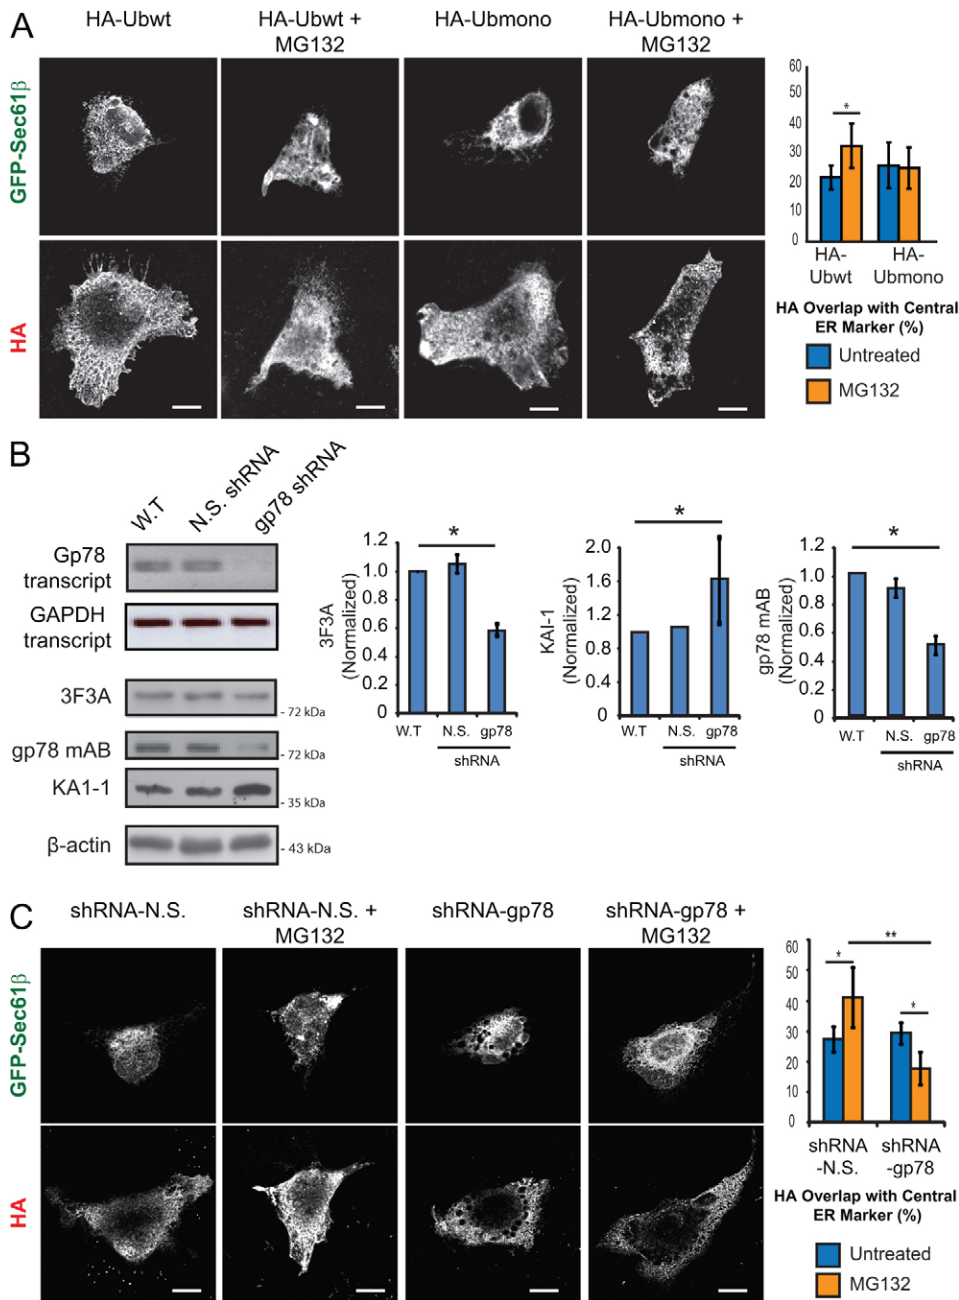 A
HA-Ubwt
HA-Ubwt +
MG132
HA-Ubmono
HA-Ubmono +
MG132
GFP-Sec61β
HA
60
50
40
30
20
10
0
*
HA-
Ubwt
HA-
Ubmono
HA Overlap with Central
ER Marker (%)
Untreated
MG132
B
W.T
N.S. shRNA
gp78 shRNA
Gp78
transcript
GAPDH
transcript
3F3A
- 72 kDa
gp78 mAB
- 72 kDa
KA1-1
- 35 kDa
β-actin
- 43 kDa
3F3A
(Normalized)
1.2
1
0.8
0.6
0.4
0.2
0
*
W.T
N.S.
gp78
shRNA
KAI-1
(Normalized)
2.0
1.6
1.2
0.8
0.4
0
*
W.T
N.S.
gp78
shRNA
gp78 mAB
(Normalized)
1.2
1
0.8
0.6
0.4
0.2
0
*
W.T
N.S.
gp78
shRNA
C
shRNA-N.S.
shRNA-N.S. +
MG132
shRNA-gp78
shRNA-gp78 +
MG132
GFP-Sec61β
HA
60
50
40
30
20
10
0
**
*
*
shRNA
-N.S.
shRNA
-gp78
HA Overlap with Central
ER Marker (%)
Untreated
MG132